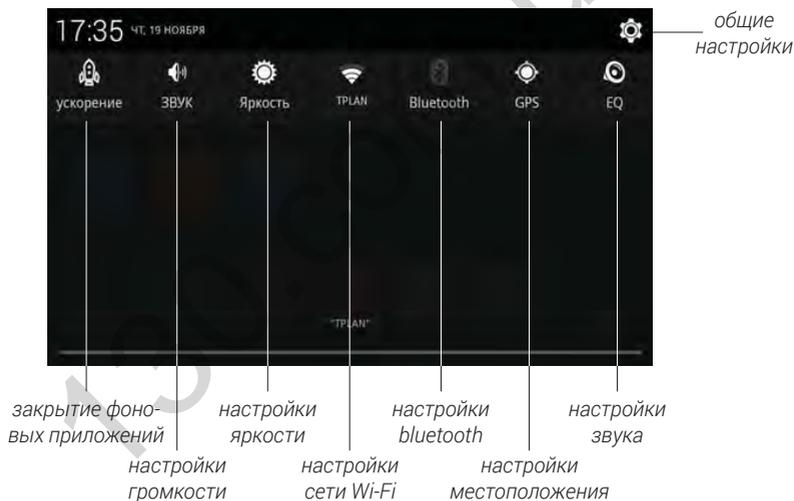 17:35 ЧТ, 19 НОЯБРЯ
общие
настройки
ускорение ЗВУК Яркость TPLAN Bluetooth GPS EQ
"TPLAN"
закрытие фоно-
вых приложений
настройки
яркости
настройки
bluetooth
настройки
звука
настройки
громкости
настройки
сети Wi-Fi
настройки
местоположения